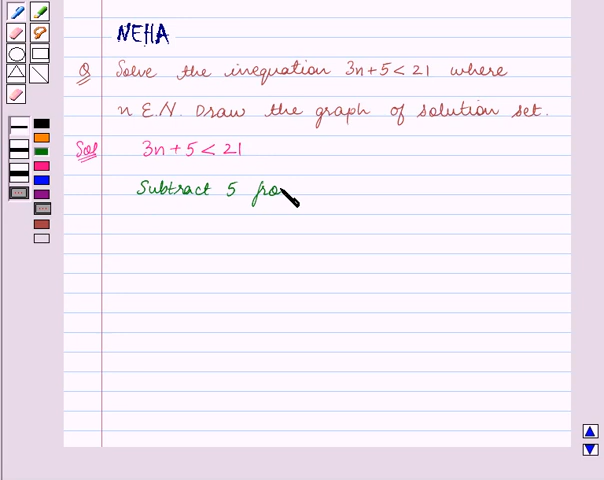 NEHA
Q Solve the inequation 3n+5<21 where
n E.N. Draw the graph of solution set.
Sol 3n+5<21
Subtract 5 fro